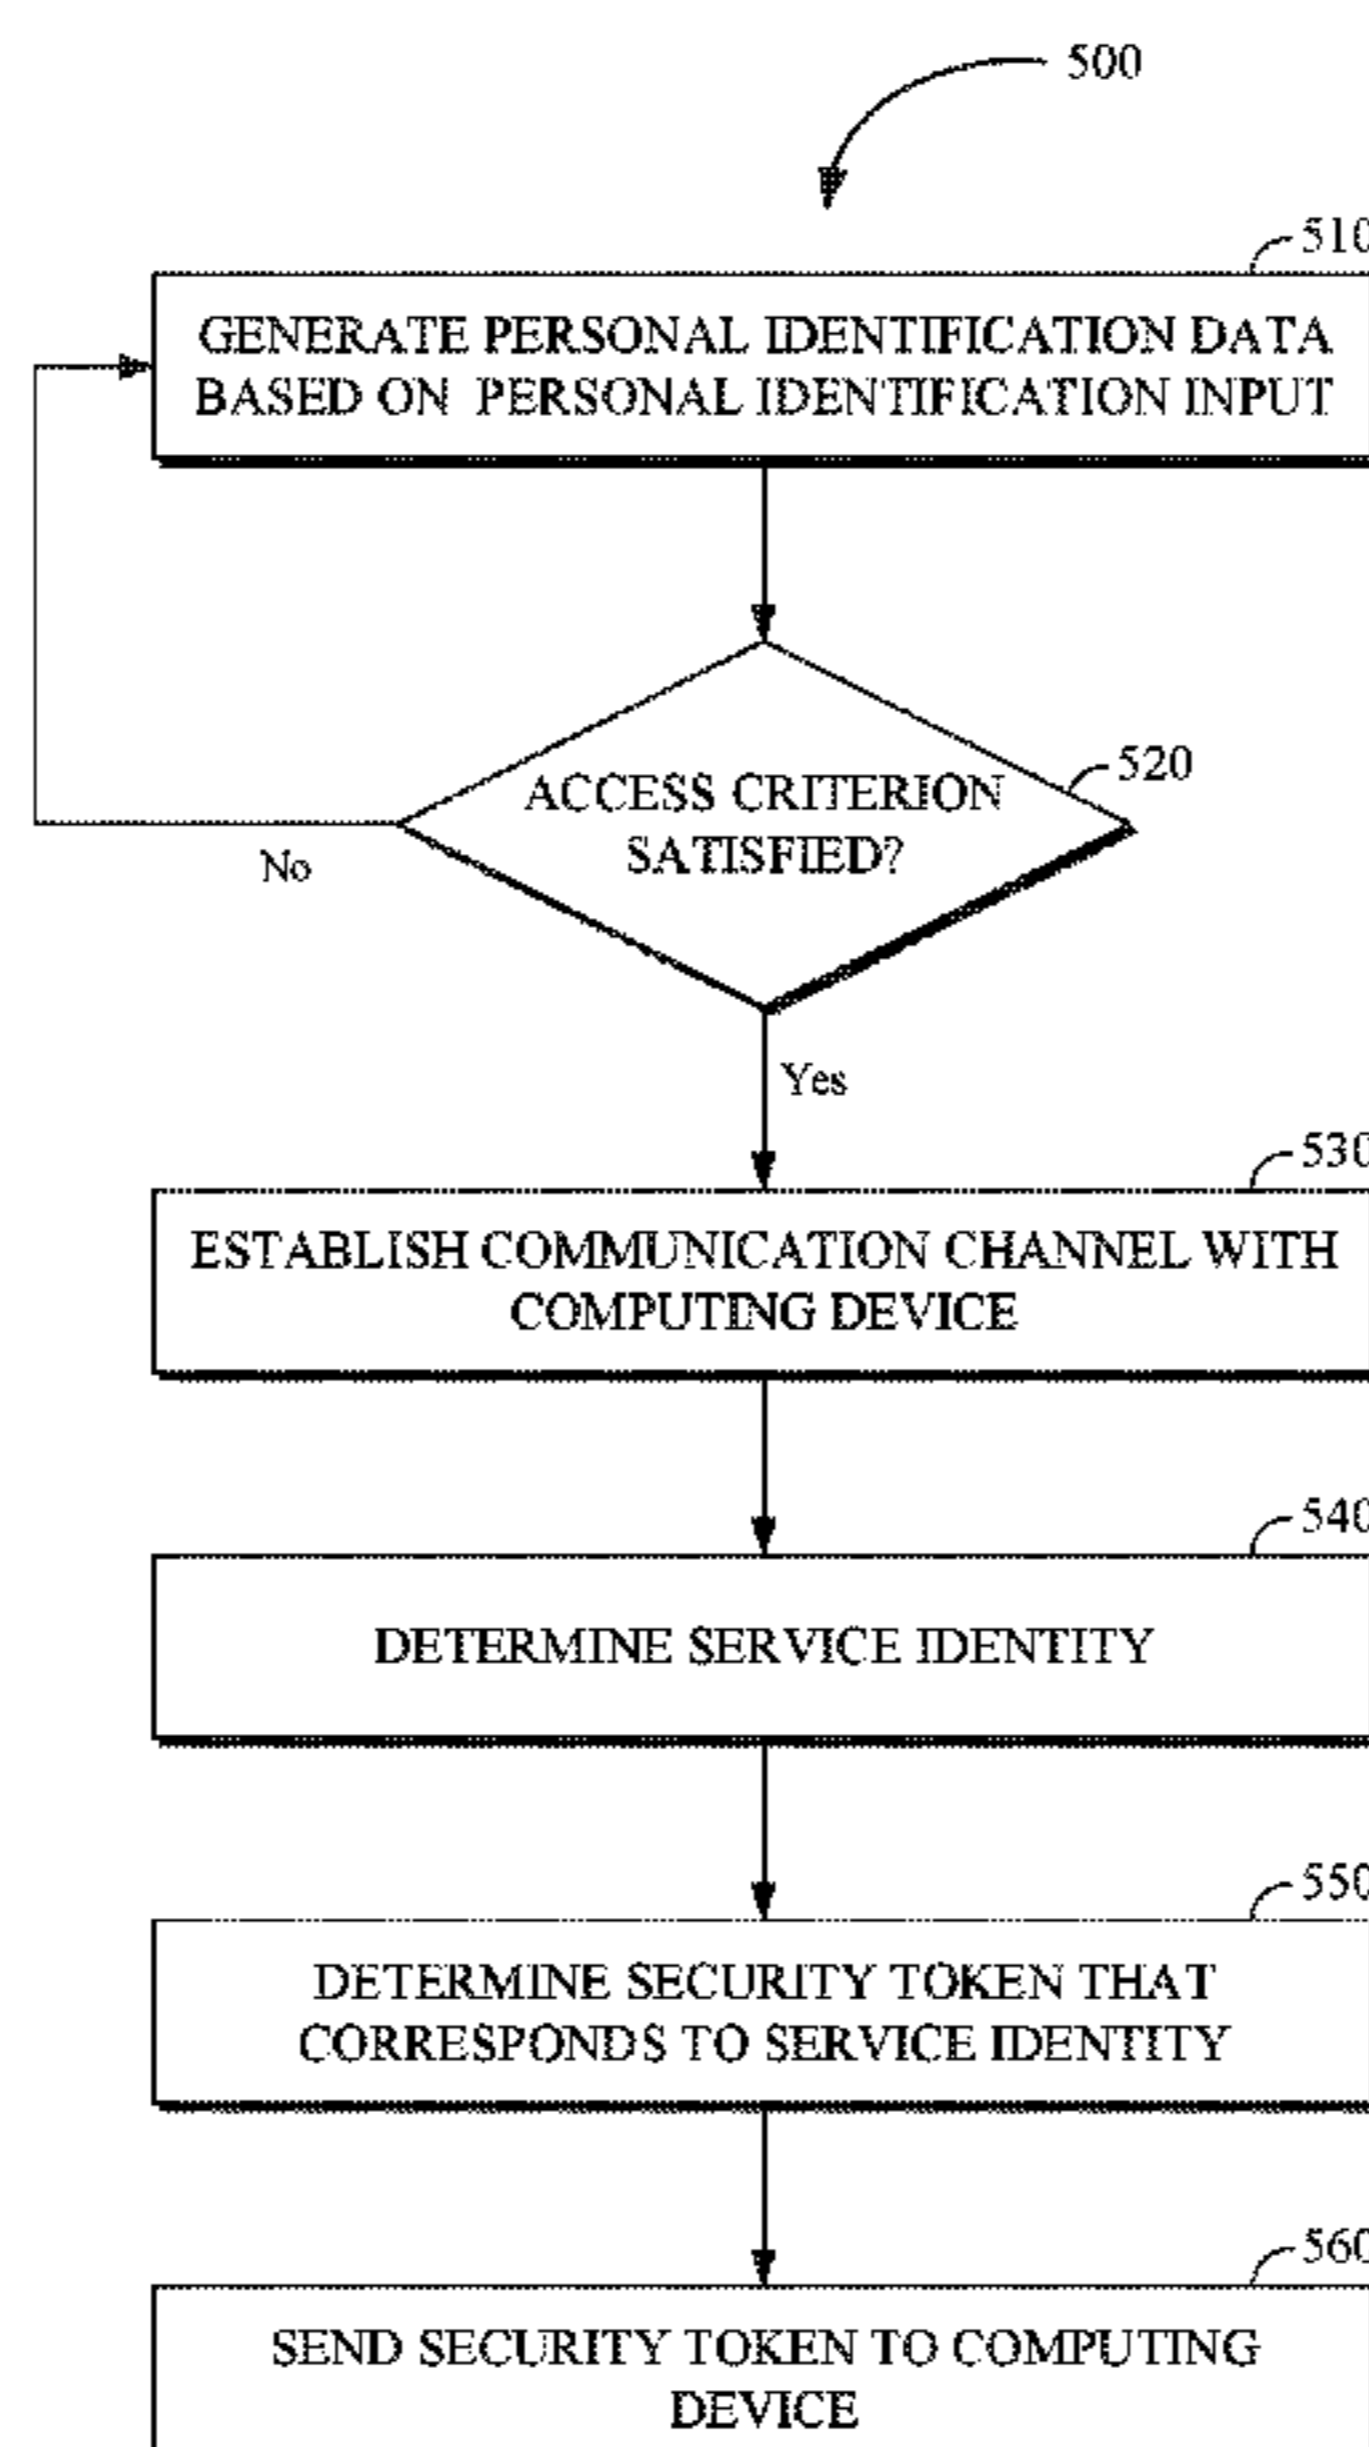 500
510
GENERATE PERSONAL IDENTIFICATION DATA
BASED ON PERSONAL IDENTIFICATION INPUT
520
ACCESS CRITERION
SATISFIED?
No
Yes
530
ESTABLISH COMMUNICATION CHANNEL WITH
COMPUTING DEVICE
540
DETERMINE SERVICE IDENTITY
550
DETERMINE SECURITY TOKEN THAT
CORRESPONDS TO SERVICE IDENTITY
560
SEND SECURITY TOKEN TO COMPUTING
DEVICE